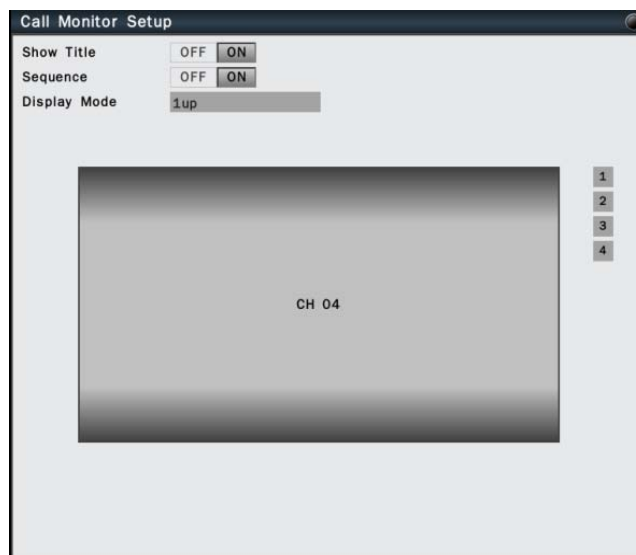 Call Monitor Setup
Show Title OFF ON
Sequence OFF ON
Display Mode 1up
1
2
3
4
CH 04